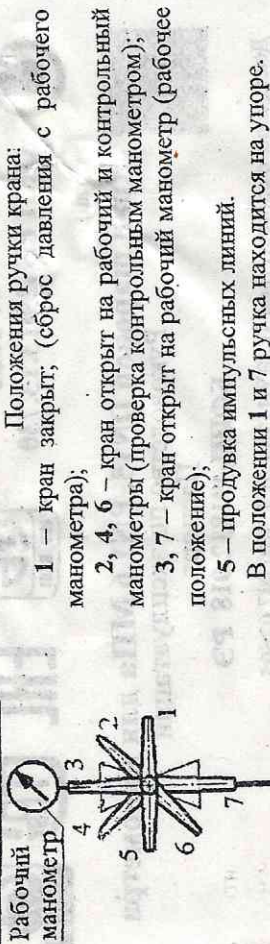 Рабочий
манометр
3
2
4
1
5
6
7
Положения ручки крана:
1 – кран закрыт; (сброс давления с рабочего
манометра);
2, 4, 6 – кран открыт на рабочий и контрольный
манометры (проверка контрольным манометром);
3, 7 – кран открыт на рабочий манометр (рабочее
положение);
5 – продувка импульсных линий.
В положении 1 и 7 ручка находится на упоре.